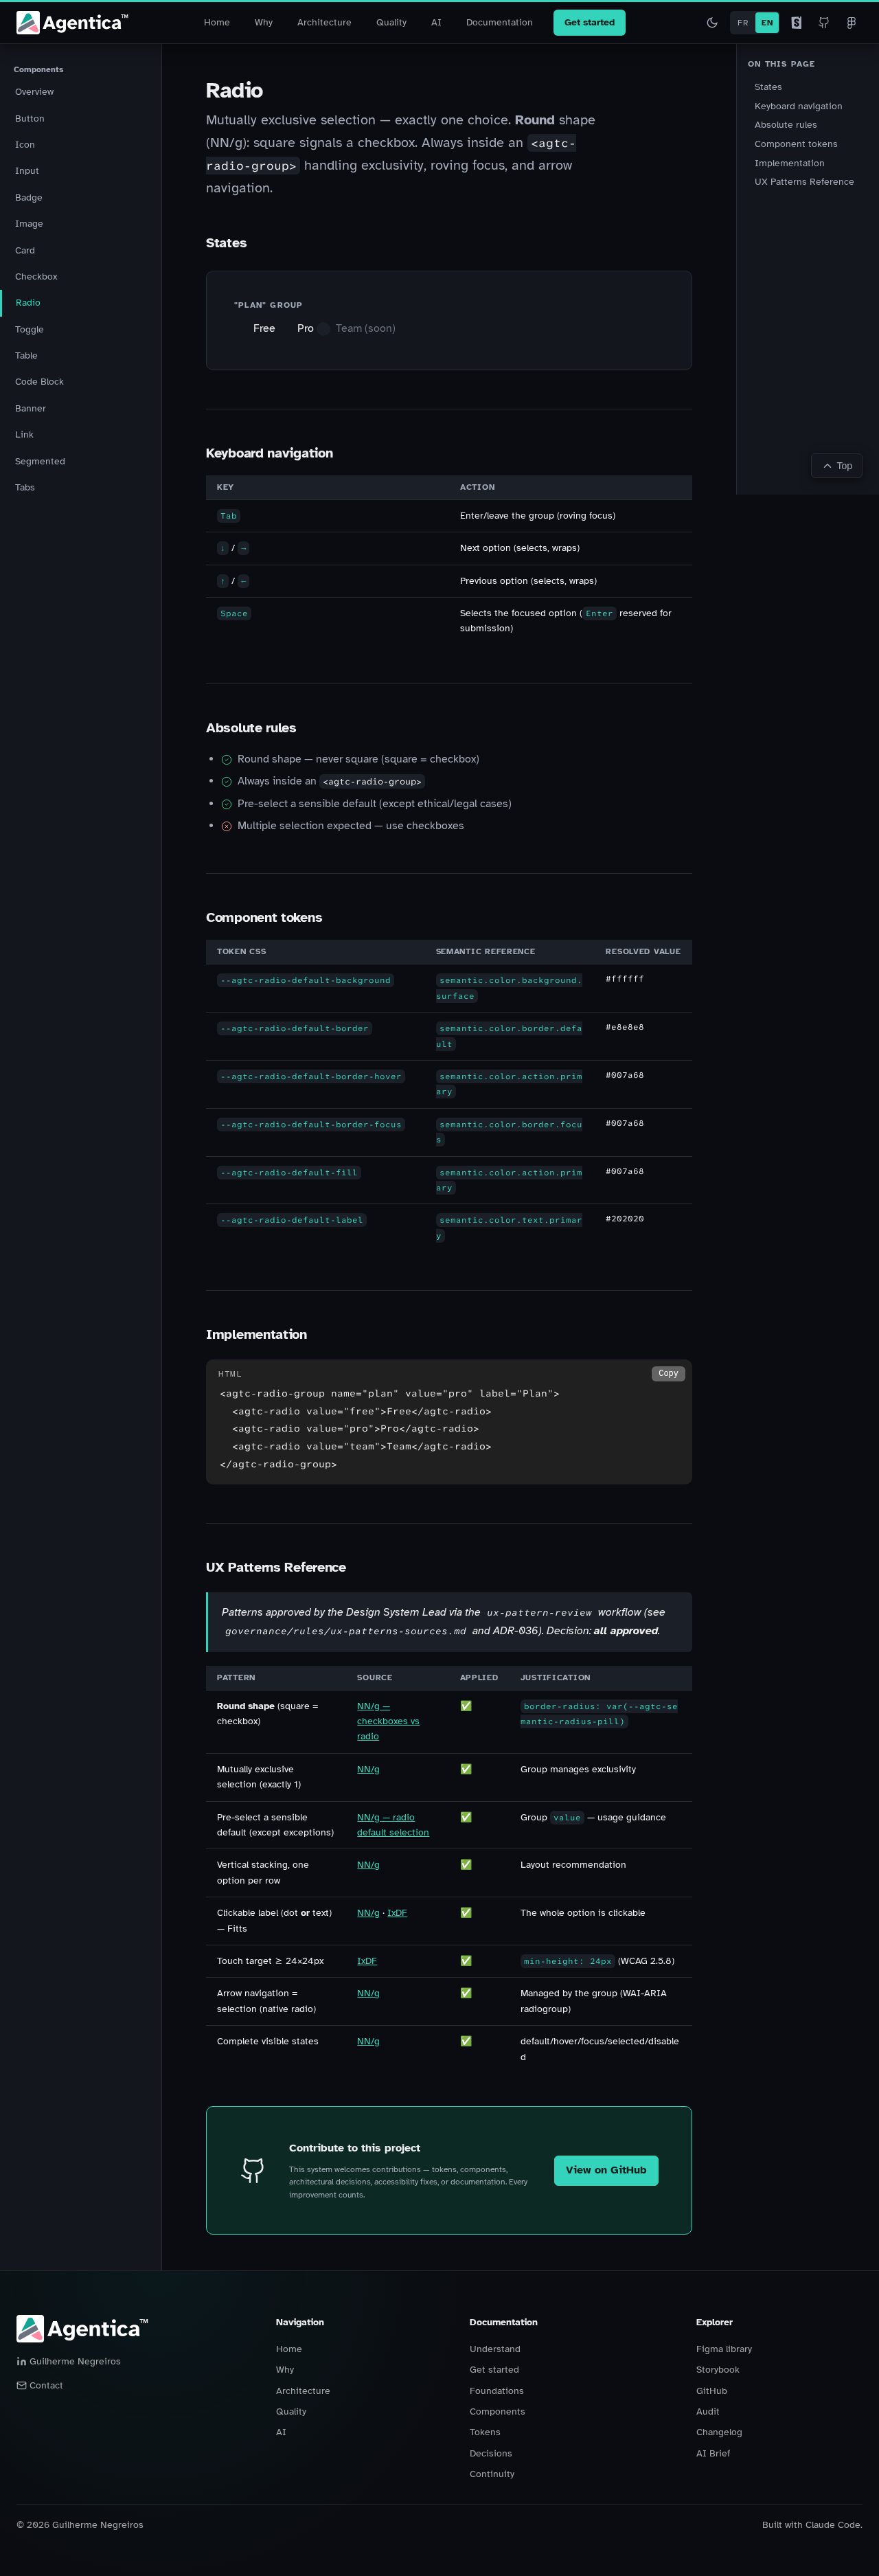 Agentica™
Home Why Architecture Quality AI Documentation Get started FR EN
Components
Overview
Button
Icon
Input
Badge
Image
Card
Checkbox
Radio
Toggle
Table
Code Block
Banner
Link
Segmented
Tabs
ON THIS PAGE
States
Keyboard navigation
Absolute rules
Component tokens
Implementation
UX Patterns Reference
Top
Radio
Mutually exclusive selection — exactly one choice. Round shape
(NN/g): square signals a checkbox. Always inside an <agtc-
radio-group> handling exclusivity, roving focus, and arrow
navigation.
States
"PLAN" GROUP
Free Pro Team (soon)
Keyboard navigation
KEY ACTION
Tab Enter/leave the group (roving focus)
↓ / → Next option (selects, wraps)
↑ / ← Previous option (selects, wraps)
Space Selects the focused option (Enter reserved for
submission)
Absolute rules
Round shape — never square (square = checkbox)
Always inside an <agtc-radio-group>
Pre-select a sensible default (except ethical/legal cases)
Multiple selection expected — use checkboxes
Component tokens
TOKEN CSS SEMANTIC REFERENCE RESOLVED VALUE
--agtc-radio-default-background semantic.color.background. #ffffff
surface
--agtc-radio-default-border semantic.color.border.defa #e8e8e8
ult
--agtc-radio-default-border-hover semantic.color.action.prim #007a68
ary
--agtc-radio-default-border-focus semantic.color.border.focu #007a68
s
--agtc-radio-default-fill semantic.color.action.prim #007a68
ary
--agtc-radio-default-label semantic.color.text.primar #202020
y
Implementation
HTML Copy
<agtc-radio-group name="plan" value="pro" label="Plan">
<agtc-radio value="free">Free</agtc-radio>
<agtc-radio value="pro">Pro</agtc-radio>
<agtc-radio value="team">Team</agtc-radio>
</agtc-radio-group>
UX Patterns Reference
Patterns approved by the Design System Lead via the ux-pattern-review workflow (see
governance/rules/ux-patterns-sources.md and ADR-036). Decision: all approved.
PATTERN SOURCE APPLIED JUSTIFICATION
Round shape (square = NN/g — ✅ border-radius: var(--agtc-se
checkbox) checkboxes vs mantic-radius-pill)
radio
Mutually exclusive NN/g ✅ Group manages exclusivity
selection (exactly 1)
Pre-select a sensible NN/g — radio ✅ Group value — usage guidance
default (except exceptions) default selection
Vertical stacking, one NN/g ✅ Layout recommendation
option per row
Clickable label (dot or text) NN/g · IxDF ✅ The whole option is clickable
— Fitts
Touch target ≥ 24×24px IxDF ✅ min-height: 24px (WCAG 2.5.8)
Arrow navigation = NN/g ✅ Managed by the group (WAI-ARIA
selection (native radio) radiogroup)
Complete visible states NN/g ✅ default/hover/focus/selected/disable
d
Contribute to this project
This system welcomes contributions — tokens, components,
architectural decisions, accessibility fixes, or documentation. Every
improvement counts.
View on GitHub
Agentica™
Guilherme Negreiros
Contact
Navigation
Home
Why
Architecture
Quality
AI
Documentation
Understand
Get started
Foundations
Components
Tokens
Decisions
Continuity
Explorer
Figma library
Storybook
GitHub
Audit
Changelog
AI Brief
© 2026 Guilherme Negreiros
Built with Claude Code.